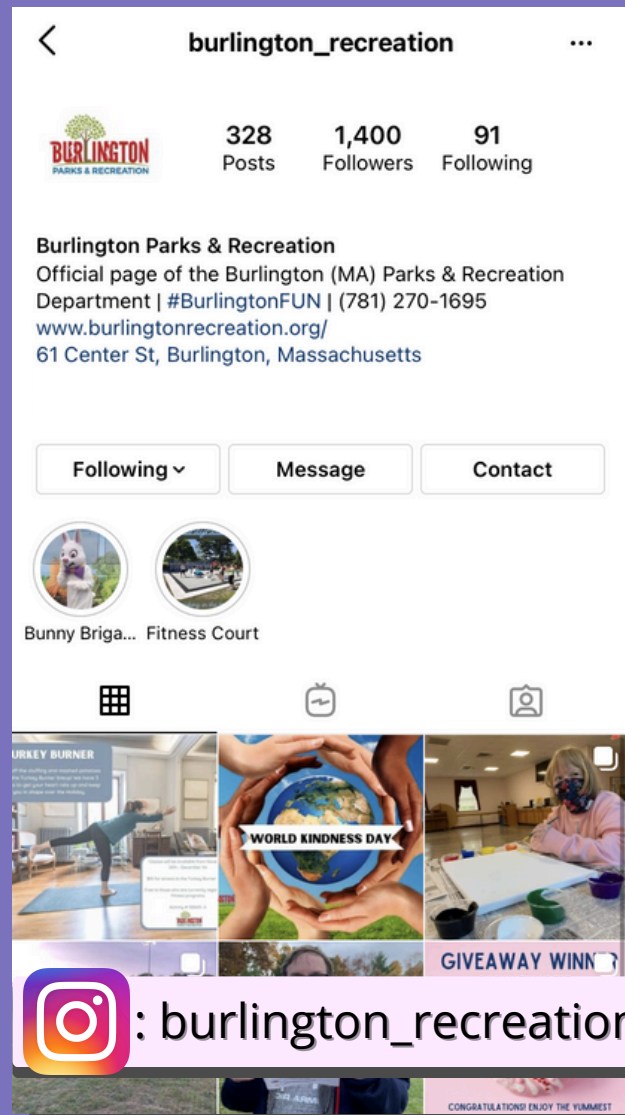 burlington_recreation
BURLINGTON
PARKS & RECREATION
328
Posts
1,400
Followers
91
Following
Burlington Parks & Recreation
Official page of the Burlington (MA) Parks & Recreation
Department | #BurlingtonFUN | (781) 270-1695
www.burlingtonrecreation.org/
61 Center St, Burlington, Massachusetts
Following
Message
Contact
Bunny Briga...
Fitness Court
URKEY BURNER
WORLD KINDNESS DAY
GIVEAWAY WINN
: burlington_recreation
CONGRATULATIONS! ENJOY THE YUMMIEST